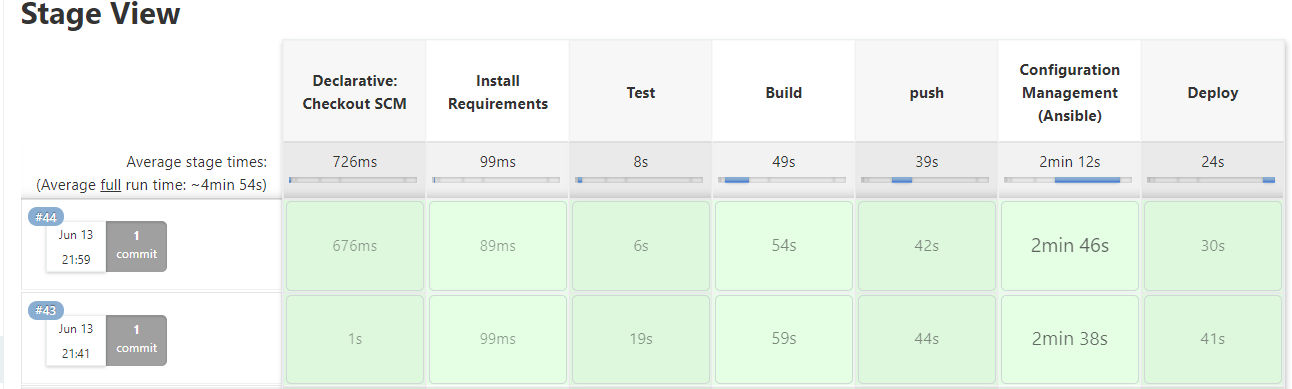 Stage View
Declarative:
Checkout SCM
Install
Requirements
Test
Build
push
Configuration
Management
(Ansible)
Deploy
Average stage times:
(Average full run time: ~4min 54s)
726ms
99ms
8s
49s
39s
2min 12s
24s
#44
Jun 13
21:59
1
commit
676ms
89ms
6s
54s
42s
2min 46s
30s
#43
Jun 13
21:41
1
commit
1s
99ms
19s
59s
44s
2min 38s
41s